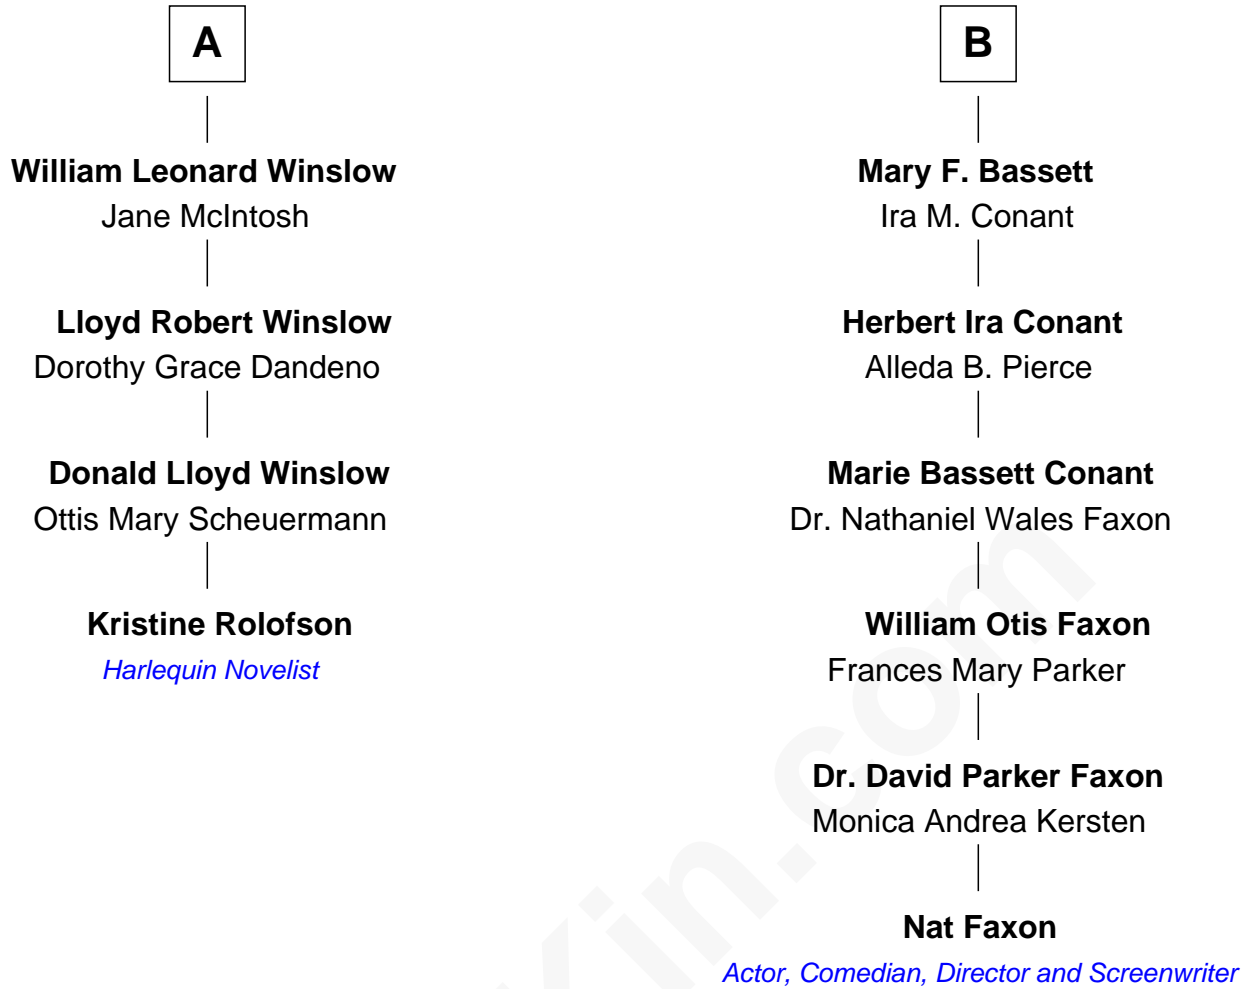 A
William Leonard Winslow
Jane McIntosh
Lloyd Robert Winslow
Dorothy Grace Dandeno
Donald Lloyd Winslow
Ottis Mary Scheuermann
Kristine Rolofson
Harlequin Novelist
B
Mary F. Bassett
Ira M. Conant
Herbert Ira Conant
Alleda B. Pierce
Marie Bassett Conant
Dr. Nathaniel Wales Faxon
William Otis Faxon
Frances Mary Parker
Dr. David Parker Faxon
Monica Andrea Kersten
Nat Faxon
Actor, Comedian, Director and Screenwriter
Kin.com